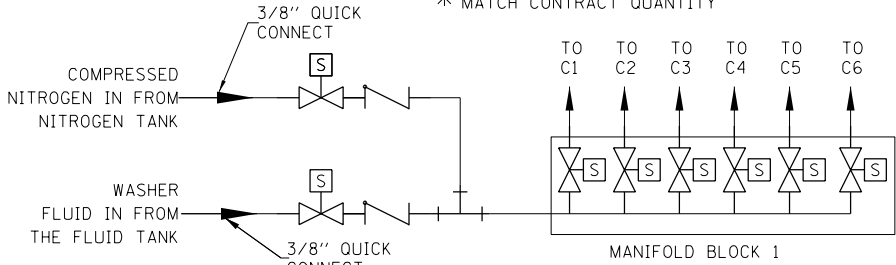 * MATCH CONTRACT QUANTITY
3/8" QUICK
CONNECT
COMPRESSED
NITROGEN IN FROM
NITROGEN TANK
S
TO TO TO TO TO TO
C1 C2 C3 C4 C5 C6
S S S S S S
WASHER
FLUID IN FROM
THE FLUID TANK
S
3/8" QUICK
CONNECT
MANIFOLD BLOCK 1